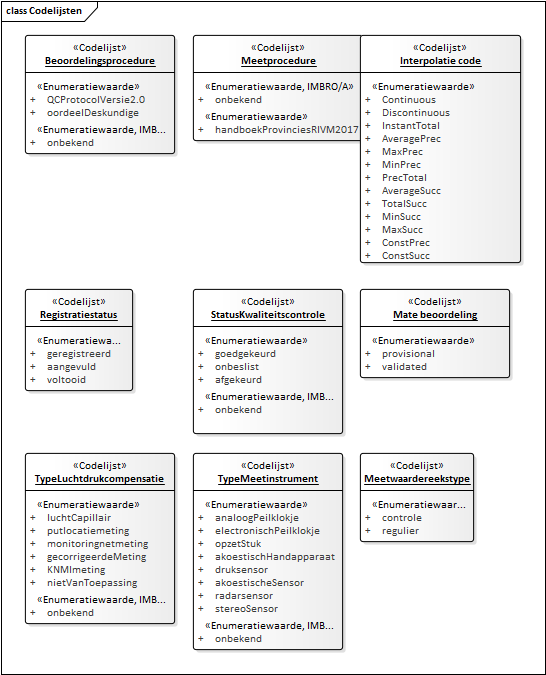 class Codelijsten
«Codelijst»
Beoordelingsprocedure
«Enumeratiewaarde»
+ QCProtocolVersie2.0
+ oordeelDeskundige
«Enumeratiewaarde, IMB...
+ onbekend
«Codelijst»
Meetprocedure
«Enumeratiewaarde, IMBRO/A»
+ onbekend
«Enumeratiewaarde»
+ handboekProvinciesRIVM2017
«Codelijst»
Interpolatie code
«Enumeratiewaarde»
+ Continuous
+ Discontinuous
+ InstantTotal
+ AveragePrec
+ MaxPrec
+ MinPrec
+ PrecTotal
+ AverageSucc
+ TotalSucc
+ MinSucc
+ MaxSucc
+ ConstPrec
+ ConstSucc
«Codelijst»
Registratiestatus
«Enumeratiewa...
+ geregistreerd
+ aangevuld
+ voltooid
«Codelijst»
StatusKwaliteitscontrole
«Enumeratiewaarde»
+ goedgekeurd
+ onbeslist
+ afgekeurd
«Enumeratiewaarde, IMB...
+ onbekend
«Codelijst»
Mate beoordeling
«Enumeratiewaarde»
+ provisional
+ validated
«Codelijst»
TypeLuchtdrukcompensatie
«Enumeratiewaarde»
+ luchtCapillair
+ putlocatiemeting
+ monitoringnetmeting
+ gecorrigeerdeMeting
+ KNMImeting
+ nietVanToepassing
«Enumeratiewaarde, IMB...
+ onbekend
«Codelijst»
TypeMeetinstrument
«Enumeratiewaarde»
+ analoogPeilklokje
+ electronischPeilklokje
+ opzetStuk
+ akoestischHandapparaat
+ druksensor
+ akoestischeSensor
+ radarsensor
+ stereoSensor
«Enumeratiewaarde, IMB...
+ onbekend
«Codelijst»
Meetwaardereekstype
«Enumeratiewaar...
+ controle
+ regulier